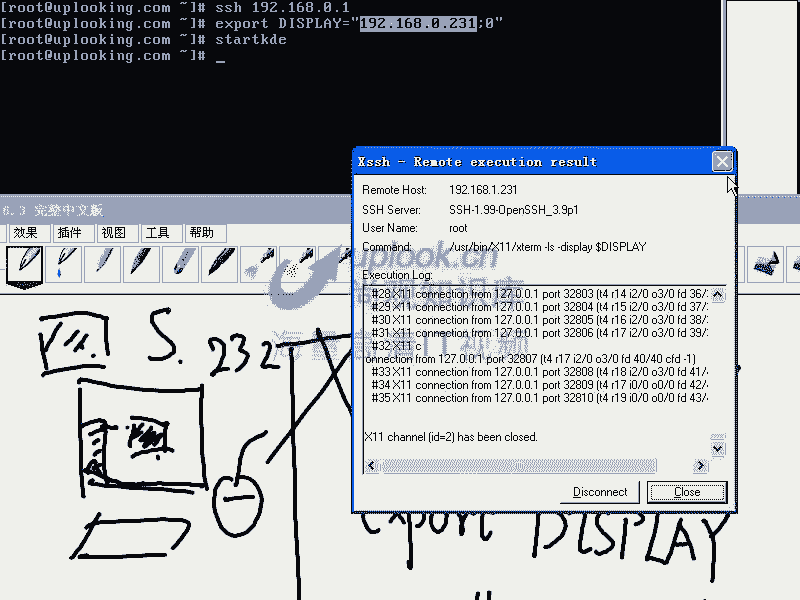 [root@uplooking.com ~]# ssh 192.168.0.1
[root@uplooking.com ~]# export DISPLAY="192.168.0.231;0"
[root@uplooking.com ~]# startkde
[root@uplooking.com ~]# _
Xssh - Remote execution result
Remote Host: 192.168.1.231
SSH Server: SSH-1.99-OpenSSH_3.9p1
User Name: root
Command: /usr/bin/X11/xterm -ls -display $DISPLAY
Execution Log:
#28 X11 connection from 127.0.0.1 port 32803 (t4 r14 i2/0 o3/0 fd 36/
#29 X11 connection from 127.0.0.1 port 32804 (t4 r15 i2/0 o3/0 fd 37/
#30 X11 connection from 127.0.0.1 port 32805 (t4 r16 i2/0 o3/0 fd 38/
#31 X11 connection from 127.0.0.1 port 32806 (t4 r17 i2/0 o3/0 fd 39/
#32 X11 c
onnection from 127.0.0.1 port 32807 (t4 r17 i2/0 o3/0 fd 40/40 cfd -1)
#33 X11 connection from 127.0.0.1 port 32808 (t4 r18 i2/0 o3/0 fd 41/
#34 X11 connection from 127.0.0.1 port 32809 (t4 r17 i0/0 o0/0 fd 42/
#35 X11 connection from 127.0.0.1 port 32810 (t4 r19 i0/0 o0/0 fd 43/
X11 channel (id=2) has been closed.
Disconnect Close
6.3 完整中文版
效果 插件 视图 工具 帮助
uplook.cn
S. 232
export DISPLAY